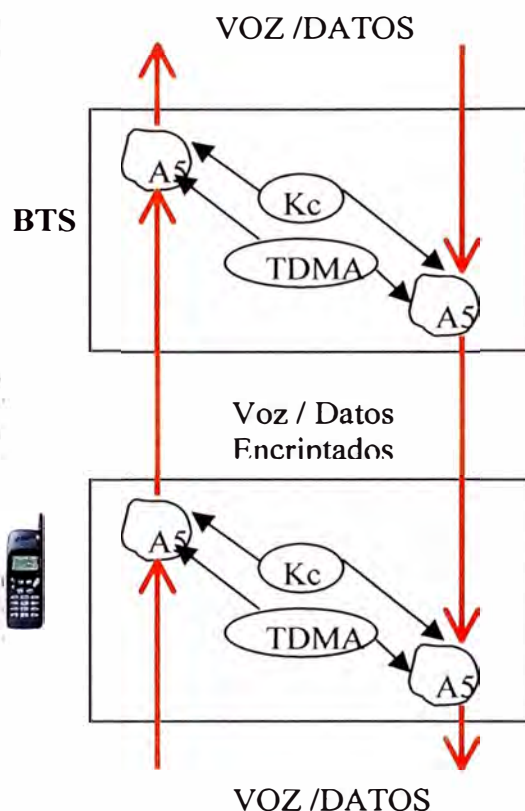 VOZ /DATOS
A5
Kc
BTS
TDMA
A5
Voz / Datos
Encriptados
A5
Kc
TDMA
A5
VOZ /DATOS